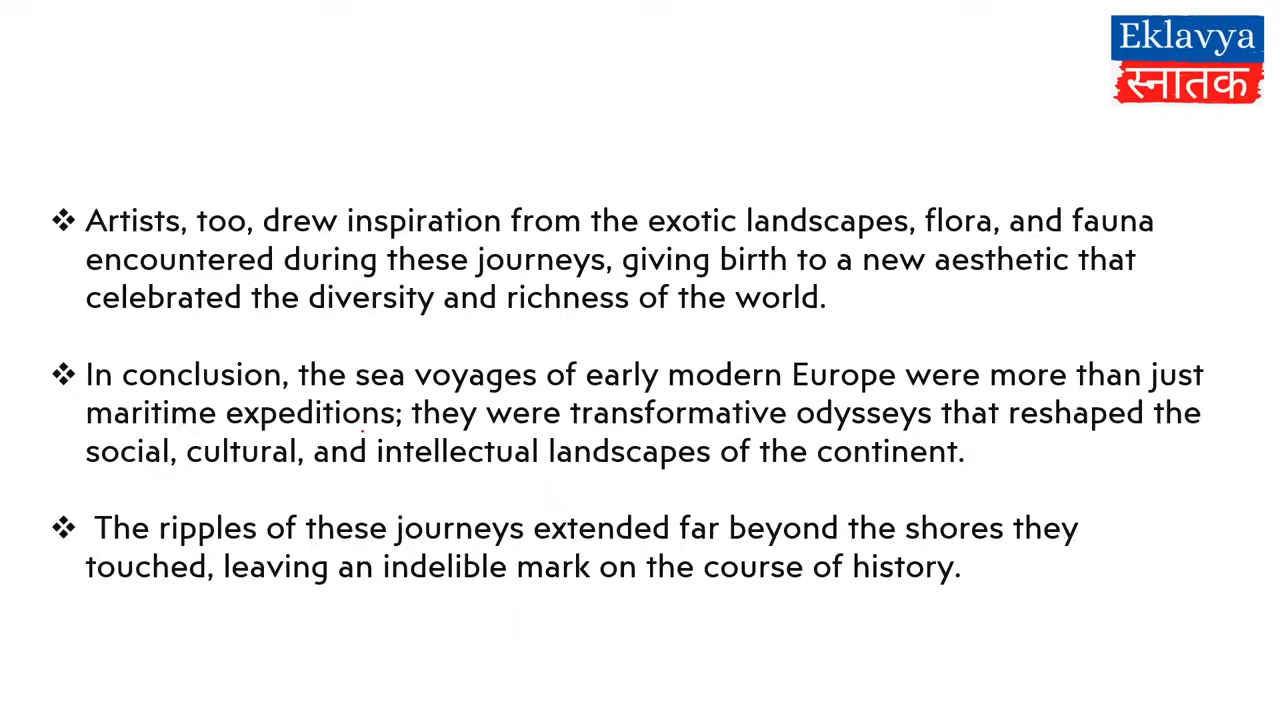 Eklavya
स्नातक
❖ Artists, too, drew inspiration from the exotic landscapes, flora, and fauna
encountered during these journeys, giving birth to a new aesthetic that
celebrated the diversity and richness of the world.
❖ In conclusion, the sea voyages of early modern Europe were more than just
maritime expeditions; they were transformative odysseys that reshaped the
social, cultural, and intellectual landscapes of the continent.
❖ The ripples of these journeys extended far beyond the shores they
touched, leaving an indelible mark on the course of history.